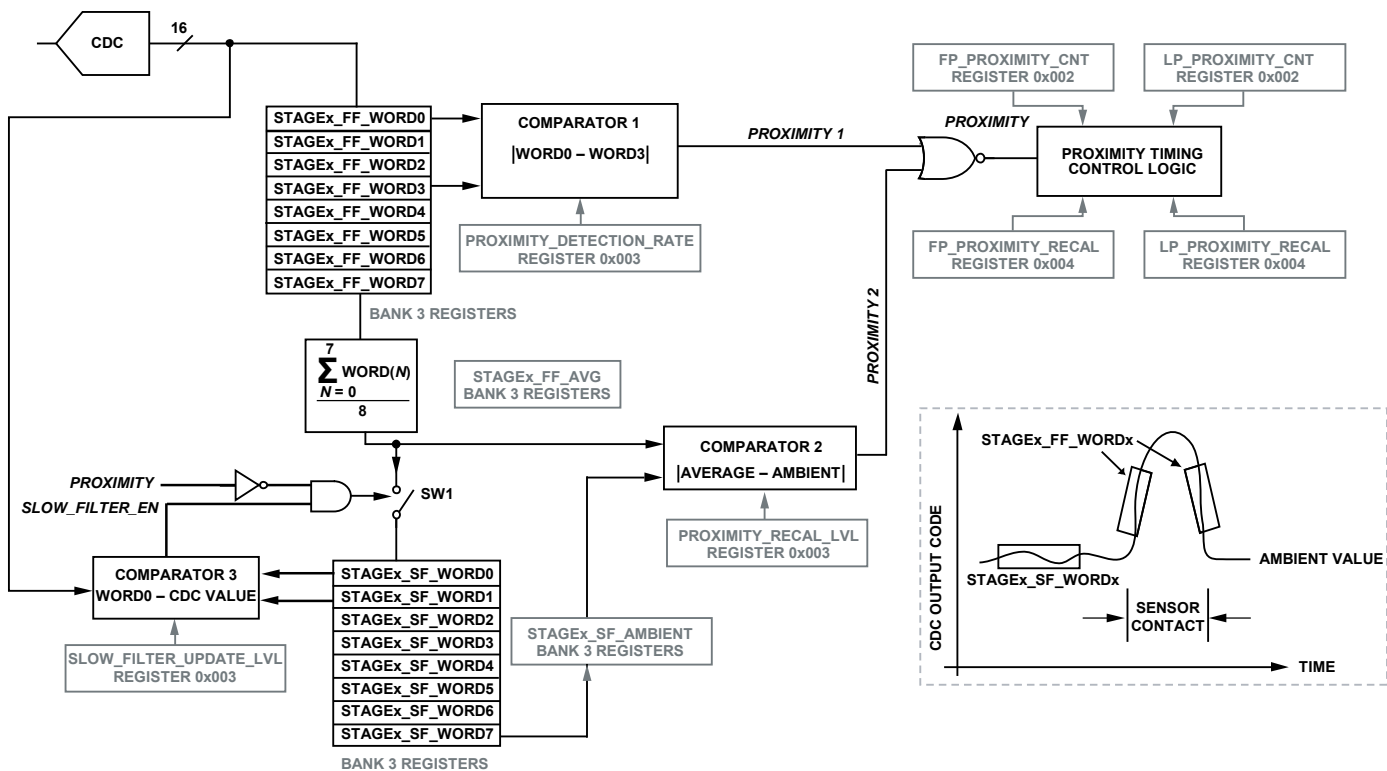 CDC
16
STAGEx_FF_WORD0
STAGEx_FF_WORD1
STAGEx_FF_WORD2
STAGEx_FF_WORD3
STAGEx_FF_WORD4
STAGEx_FF_WORD5
STAGEx_FF_WORD6
STAGEx_FF_WORD7
BANK 3 REGISTERS
COMPARATOR 1
|WORD0 – WORD3|
PROXIMITY_DETECTION_RATE
REGISTER 0x003
PROXIMITY 1
PROXIMITY
FP_PROXIMITY_CNT
REGISTER 0x002
LP_PROXIMITY_CNT
REGISTER 0x002
PROXIMITY TIMING
CONTROL LOGIC
FP_PROXIMITY_RECAL
REGISTER 0x004
LP_PROXIMITY_RECAL
REGISTER 0x004
PROXIMITY 2
7
Σ WORD(N)
N = 0
8
STAGEx_FF_AVG
BANK 3 REGISTERS
COMPARATOR 2
|AVERAGE – AMBIENT|
PROXIMITY_RECAL_LVL
REGISTER 0x003
PROXIMITY
SLOW_FILTER_EN
SW1
COMPARATOR 3
WORD0 – CDC VALUE
SLOW_FILTER_UPDATE_LVL
REGISTER 0x003
STAGEx_SF_WORD0
STAGEx_SF_WORD1
STAGEx_SF_WORD2
STAGEx_SF_WORD3
STAGEx_SF_WORD4
STAGEx_SF_WORD5
STAGEx_SF_WORD6
STAGEx_SF_WORD7
BANK 3 REGISTERS
STAGEx_SF_AMBIENT
BANK 3 REGISTERS
CDC OUTPUT CODE
STAGEx_FF_WORDx
STAGEx_SF_WORDx
AMBIENT VALUE
SENSOR
CONTACT
TIME